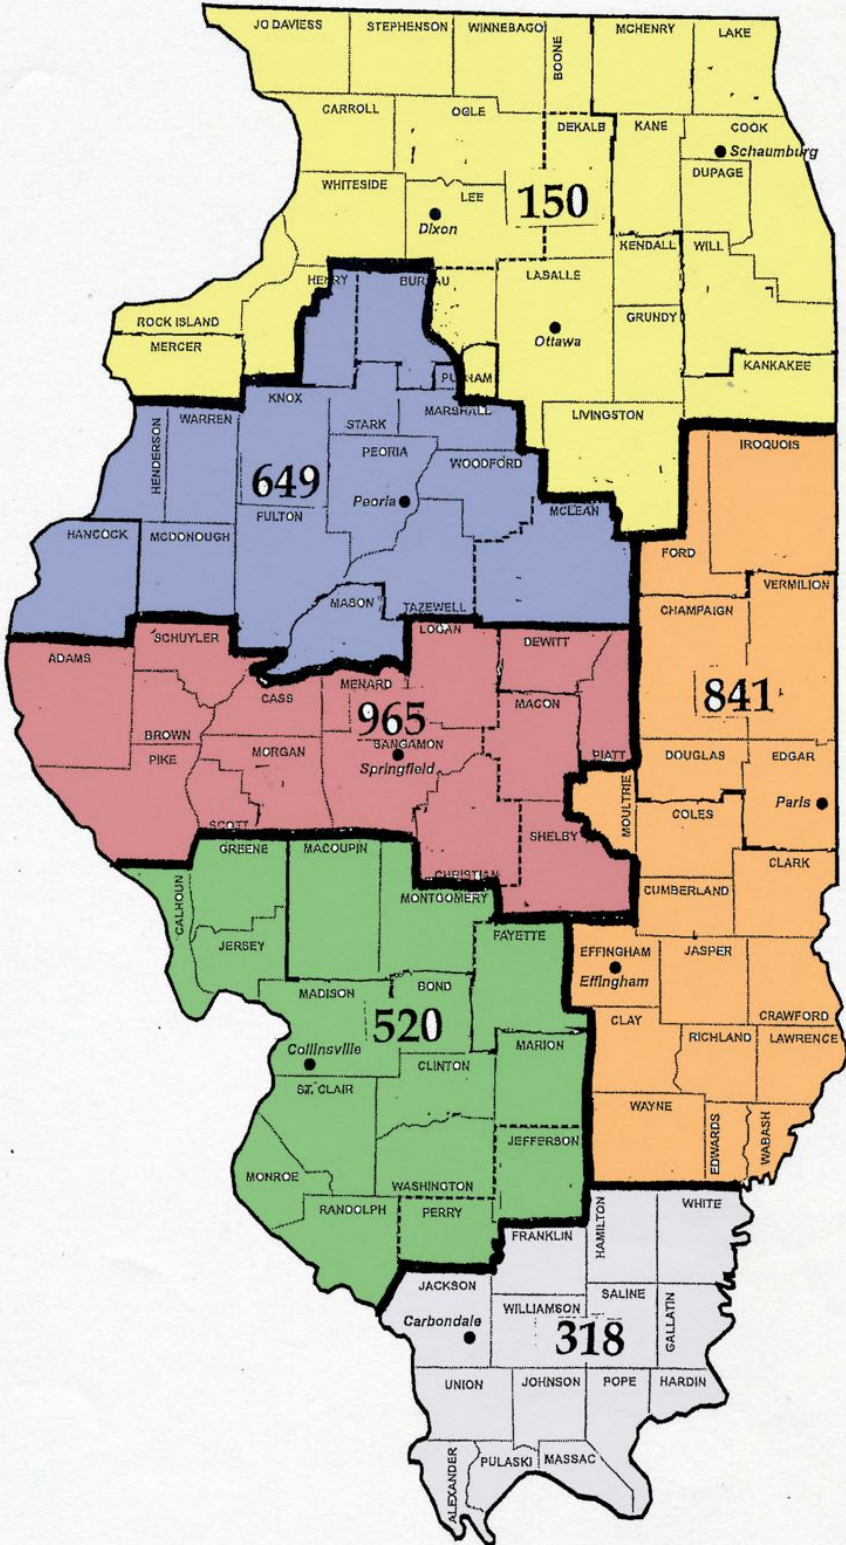 JO DAVIESS
STEPHENSON
WINNEBAGO
BOONE
MCHENRY
LAKE
CARROLL
OGLE
DEKALB
KANE
COOK
Schaumburg
DUPAGE
WHITESIDE
LEE
150
Dixon
KENDALL
WILL
HENRY
BUREAU
LASALLE
ROCK ISLAND
GRUNDY
Ottawa
MERCER
KANKAKEE
PUTNAM
KNOX
MARSHALL
LIVINGSTON
WARREN
STARK
HENDERSON
PEORIA
IROQUOIS
WOODFORD
649
Peoria
MCLEAN
FULTON
HANCOCK
MCDONOUGH
FORD
VERMILION
MASON
TAZEWELL
CHAMPAIGN
LOGAN
SCHUYLER
DEWITT
ADAMS
MENARD
CASS
841
965
MACON
BROWN
SANGAMON
MORGAN
PIATT
PIKE
Springfield
DOUGLAS
EDGAR
MOULTRIE
Paris
SCOTT
SHELBY
COLES
GREENE
MACOUPIN
CLARK
CHRISTIAN
CALHOUN
MONTGOMERY
CUMBERLAND
JERSEY
FAYETTE
EFFINGHAM
JASPER
Effingham
MADISON
BOND
520
CLAY
CRAWFORD
RICHLAND
LAWRENCE
Collinsville
MARION
CLINTON
ST. CLAIR
WAYNE
EDWARDS
WABASH
JEFFERSON
MONROE
WASHINGTON
RANDOLPH
PERRY
WHITE
HAMILTON
FRANKLIN
JACKSON
WILLIAMSON
SALINE
GALLATIN
Carbondale
318
UNION
JOHNSON
POPE
HARDIN
ALEXANDER
PULASKI
MASSAC